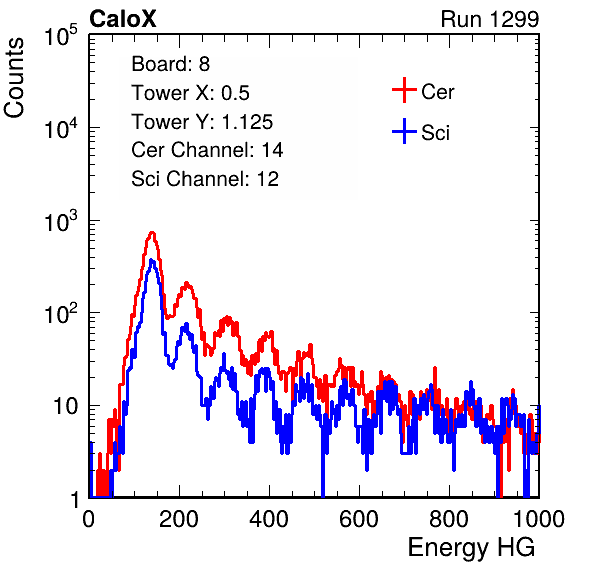 CaloX Run 1299
Counts
10^5
10^4
10^3
10^2
10
1
Board: 8
Tower X: 0.5
Tower Y: 1.125
Cer Channel: 14
Sci Channel: 12
Cer
Sci
0 200 400 600 800 1000
Energy HG